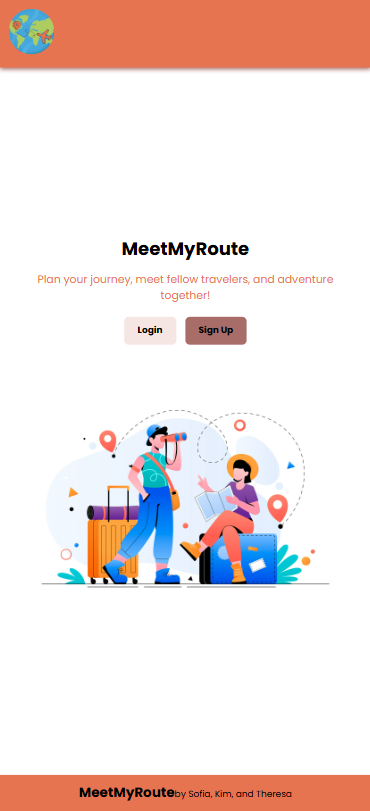 MeetMyRoute
Plan your journey, meet fellow travelers, and adventure
together!
Login Sign Up
MeetMyRoute by Sofia, Kim, and Theresa